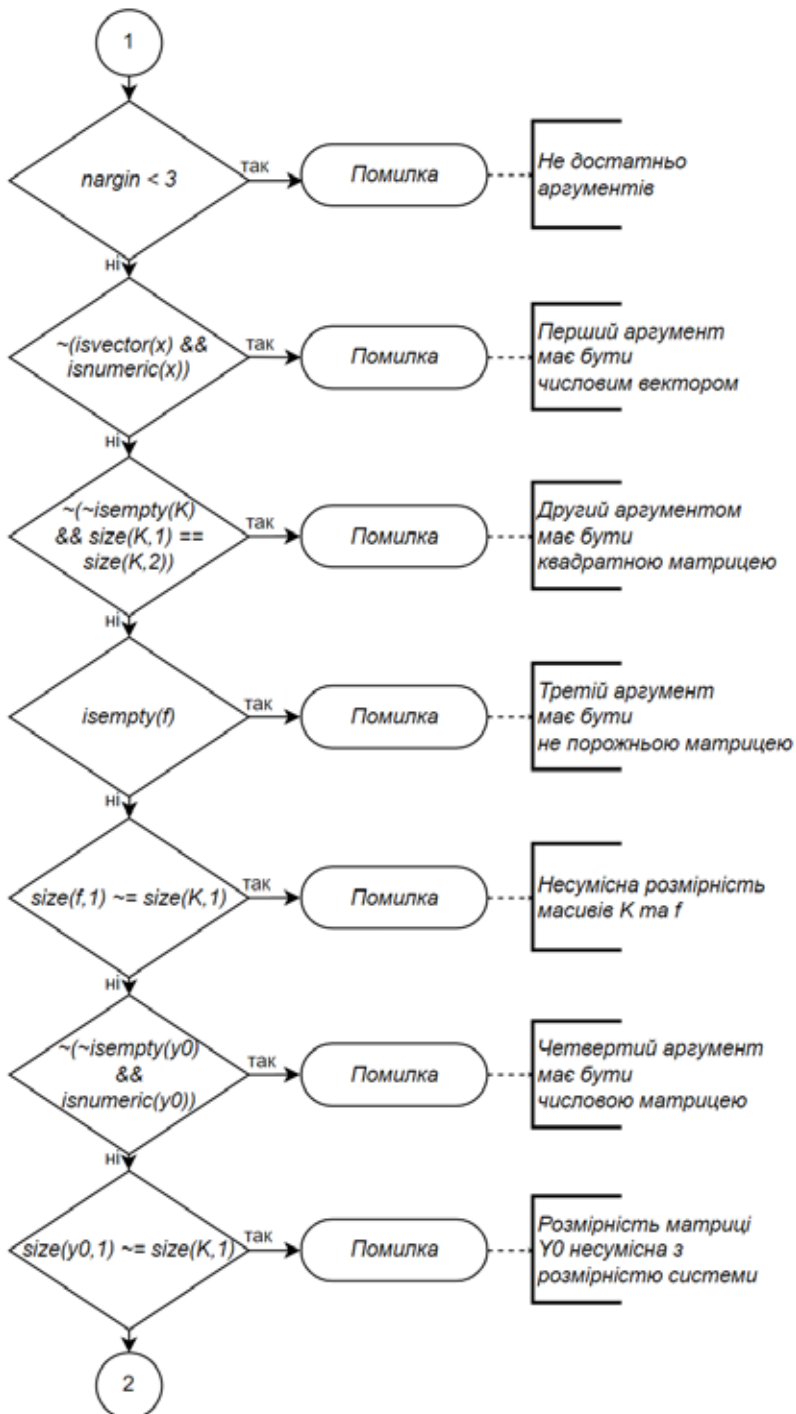 1
nargin < 3
так
Помилка
Не достатньо
аргументів
ні
~(isvector(x) &&
isnumeric(x))
так
Помилка
Перший аргумент
має бути
числовим вектором
ні
~(~isempty(K)
&& size(K,1) ==
size(K,2))
так
Помилка
Другий аргументом
має бути
квадратною матрицею
ні
isempty(f)
так
Помилка
Третій аргумент
має бути
не порожньою матрицею
ні
size(f,1) ~= size(K,1)
так
Помилка
Несумісна розмірність
масивів K та f
ні
~(~isempty(y0)
&&
isnumeric(y0))
так
Помилка
Четвертий аргумент
має бути
числовою матрицею
ні
size(y0,1) ~= size(K,1)
так
Помилка
Розмірність матриці
Y0 несумісна з
розмірністю системи
2